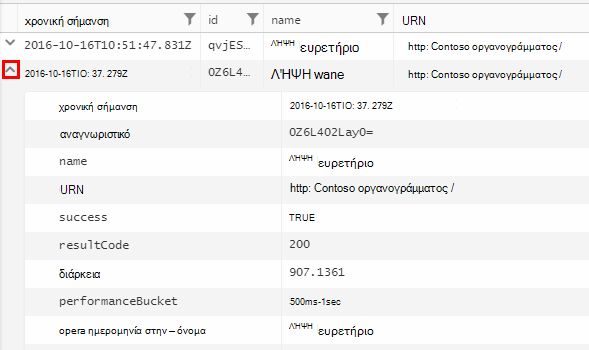 χρονική σήμανση id name URN
2016-10-16T10:51:47.831Z qvjES... ΛΉΨΗ ευρετήριο http: Contoso οργανογράμματος /
2016-10-16TIO: 37. 279Z 0Z6L4... ΛΉΨΗ wane http: Contoso οργανογράμματος /
χρονική σήμανση 2016-10-16TIO: 37. 279Z
αναγνωριστικό 0Z6L402Lay0=
name ΛΉΨΗ ευρετήριο
URN http: Contoso οργανογράμματος /
success TRUE
resultCode 200
διάρκεια 907.1361
performanceBucket 500ms-1sec
opera ημερομηνία στην – όνομα ΛΉΨΗ ευρετήριο